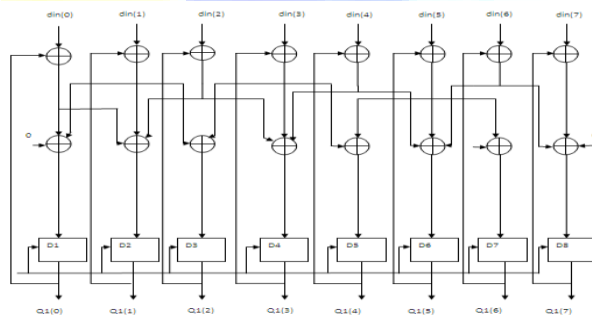 din(0) din(1) din(2) din(3) din(4) din(5) din(6) din(7)
0
D1 D2 D3 D4 D5 D6 D7 D8
Q1(0) Q1(1) Q1(2) Q1(3) Q1(4) Q1(5) Q1(6) Q1(7)